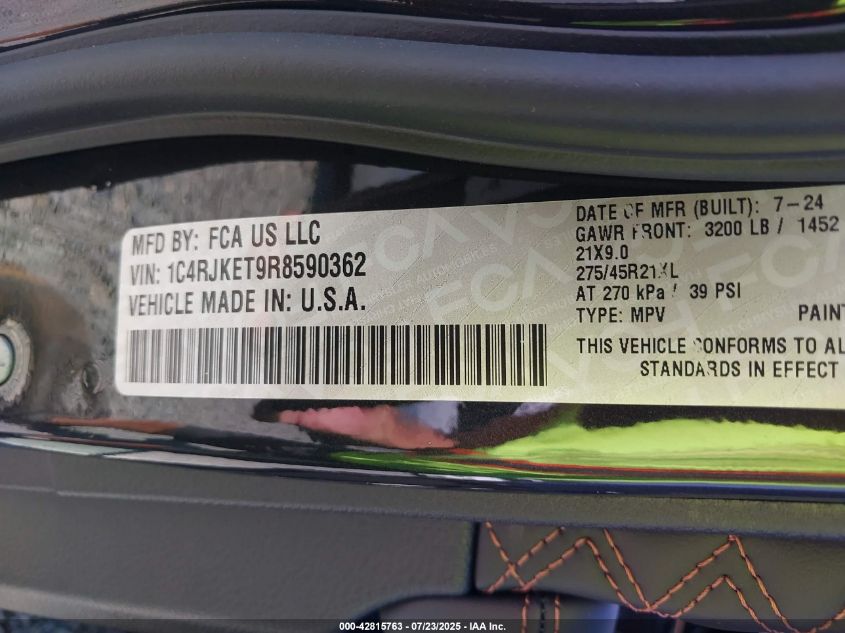 MFD BY: FCA US LLC
VIN: 1C4RJKET9R8590362
VEHICLE MADE IN: U.S.A.
DATE OF MFR (BUILT): 7-24
GAWR FRONT: 3200 LB / 1452
21X9.0
275/45R21XL
AT 270 kPa / 39 PSI
TYPE: MPV PAINT
THIS VEHICLE CONFORMS TO AL
STANDARDS IN EFFECT
000-42815763 - 07/23/2025 - IAA Inc.